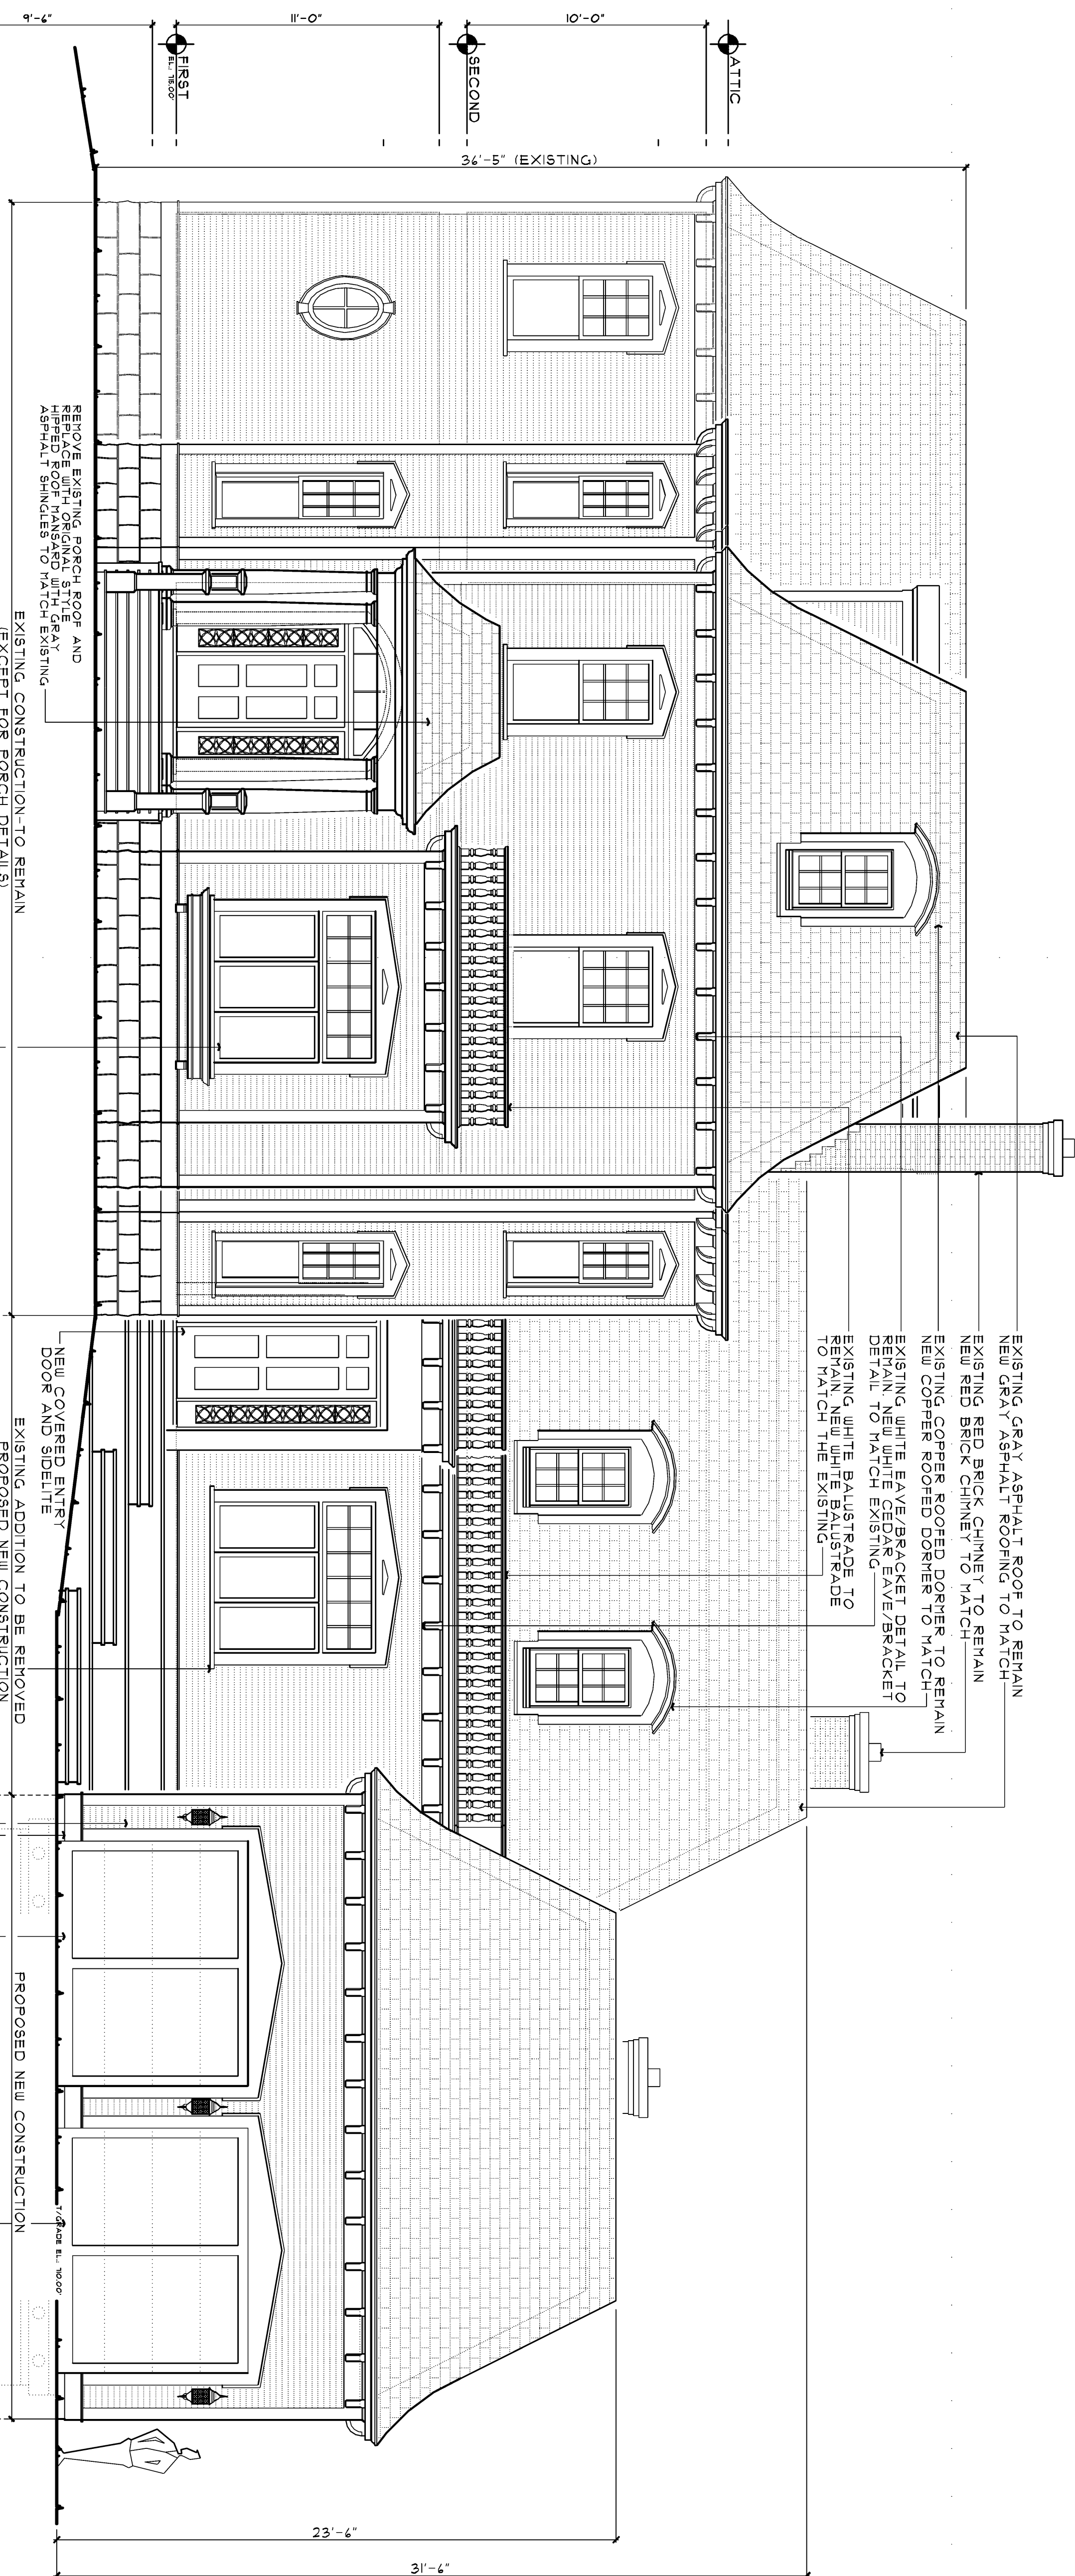 EXISTING GRAY ASPHALT ROOF TO REMAIN
NEW GRAY ASPHALT ROOFING TO MATCH
EXISTING RED BRICK CHIMNEY TO REMAIN
NEW RED BRICK CHIMNEY TO MATCH
EXISTING COPPER ROOFED DORMER TO REMAIN
NEW COPPER ROOFED DORMER TO MATCH
EXISTING WHITE EAVE/BRACKET DETAIL TO
REMAIN. NEW WHITE CEDAR EAVE/BRACKET
DETAIL TO MATCH EXISTING
EXISTING WHITE BALUSTRADE TO
REMAIN. NEW WHITE BALUSTRADE
TO MATCH THE EXISTING
ATTIC
10'-0"
SECOND
11'-0"
FIRST
EL.
9'-6"
36'-5" (EXISTING)
23'-6"
31'-6"
REMOVE EXISTING PORCH ROOF AND
REPLACE WITH ORIGINAL STYLE
HIPPED ROOF MANSARD WITH GRAY
ASPHALT SHINGLES TO MATCH EXISTING
NEW COVERED ENTRY
DOOR AND SIDELITE
T/GRADE EL.
EXISTING CONSTRUCTION-TO REMAIN
(EXCEPT FOR PORCH DETAILS)
EXISTING ADDITION TO BE REMOVED
PROPOSED NEW CONSTRUCTION
PROPOSED NEW CONSTRUCTION